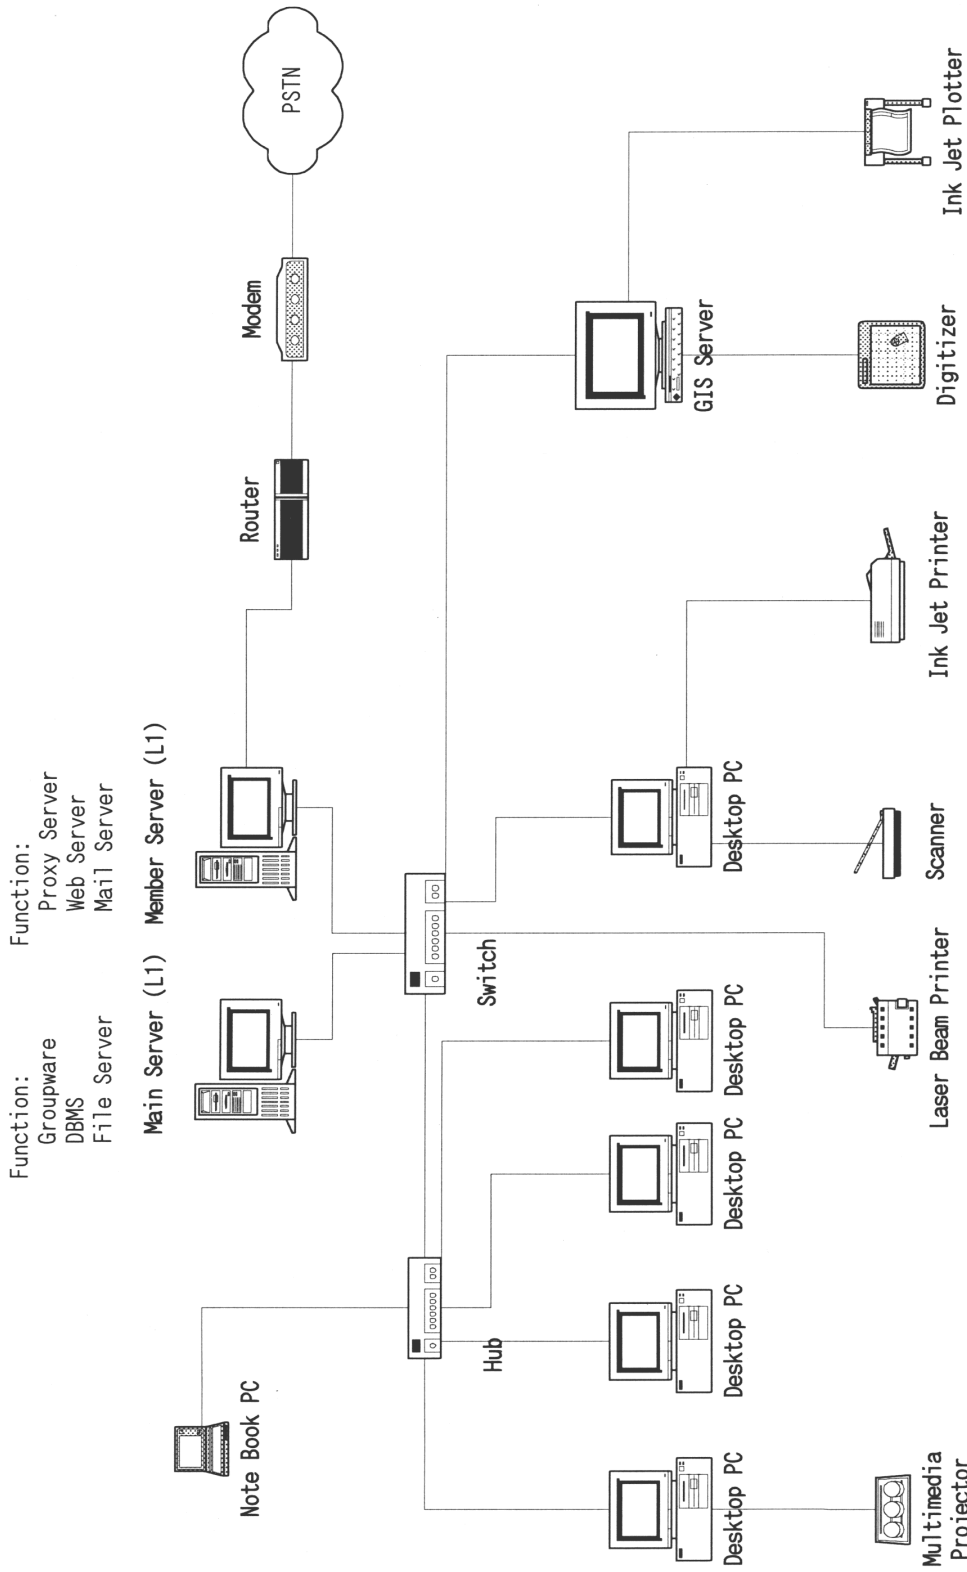 Function:
Groupware
DBMS
File Server
Main Server (L1)
Function:
Proxy Server
Web Server
Mail Server
Member Server (L1)
Router
Modem
PSTN
Note Book PC
Hub
Switch
GIS Server
Desktop PC
Desktop PC
Desktop PC
Desktop PC
Desktop PC
Multimedia
Projector
Laser Beam Printer
Scanner
Ink Jet Printer
Digitizer
Ink Jet Plotter